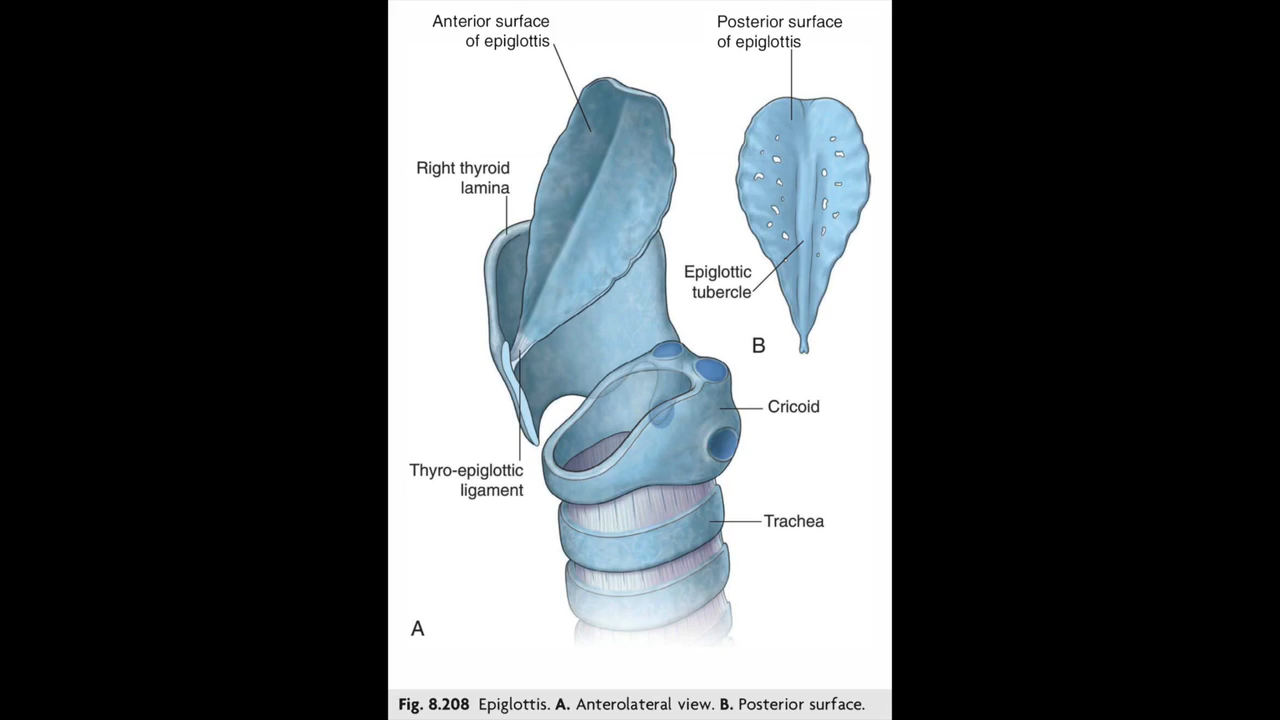 Anterior surface
of epiglottis
Posterior surface
of epiglottis
Right thyroid
lamina
Epiglottic
tubercle
B
Cricoid
Thyro-epiglottic
ligament
Trachea
A
Fig. 8.208 Epiglottis. A. Anterolateral view. B. Posterior surface.